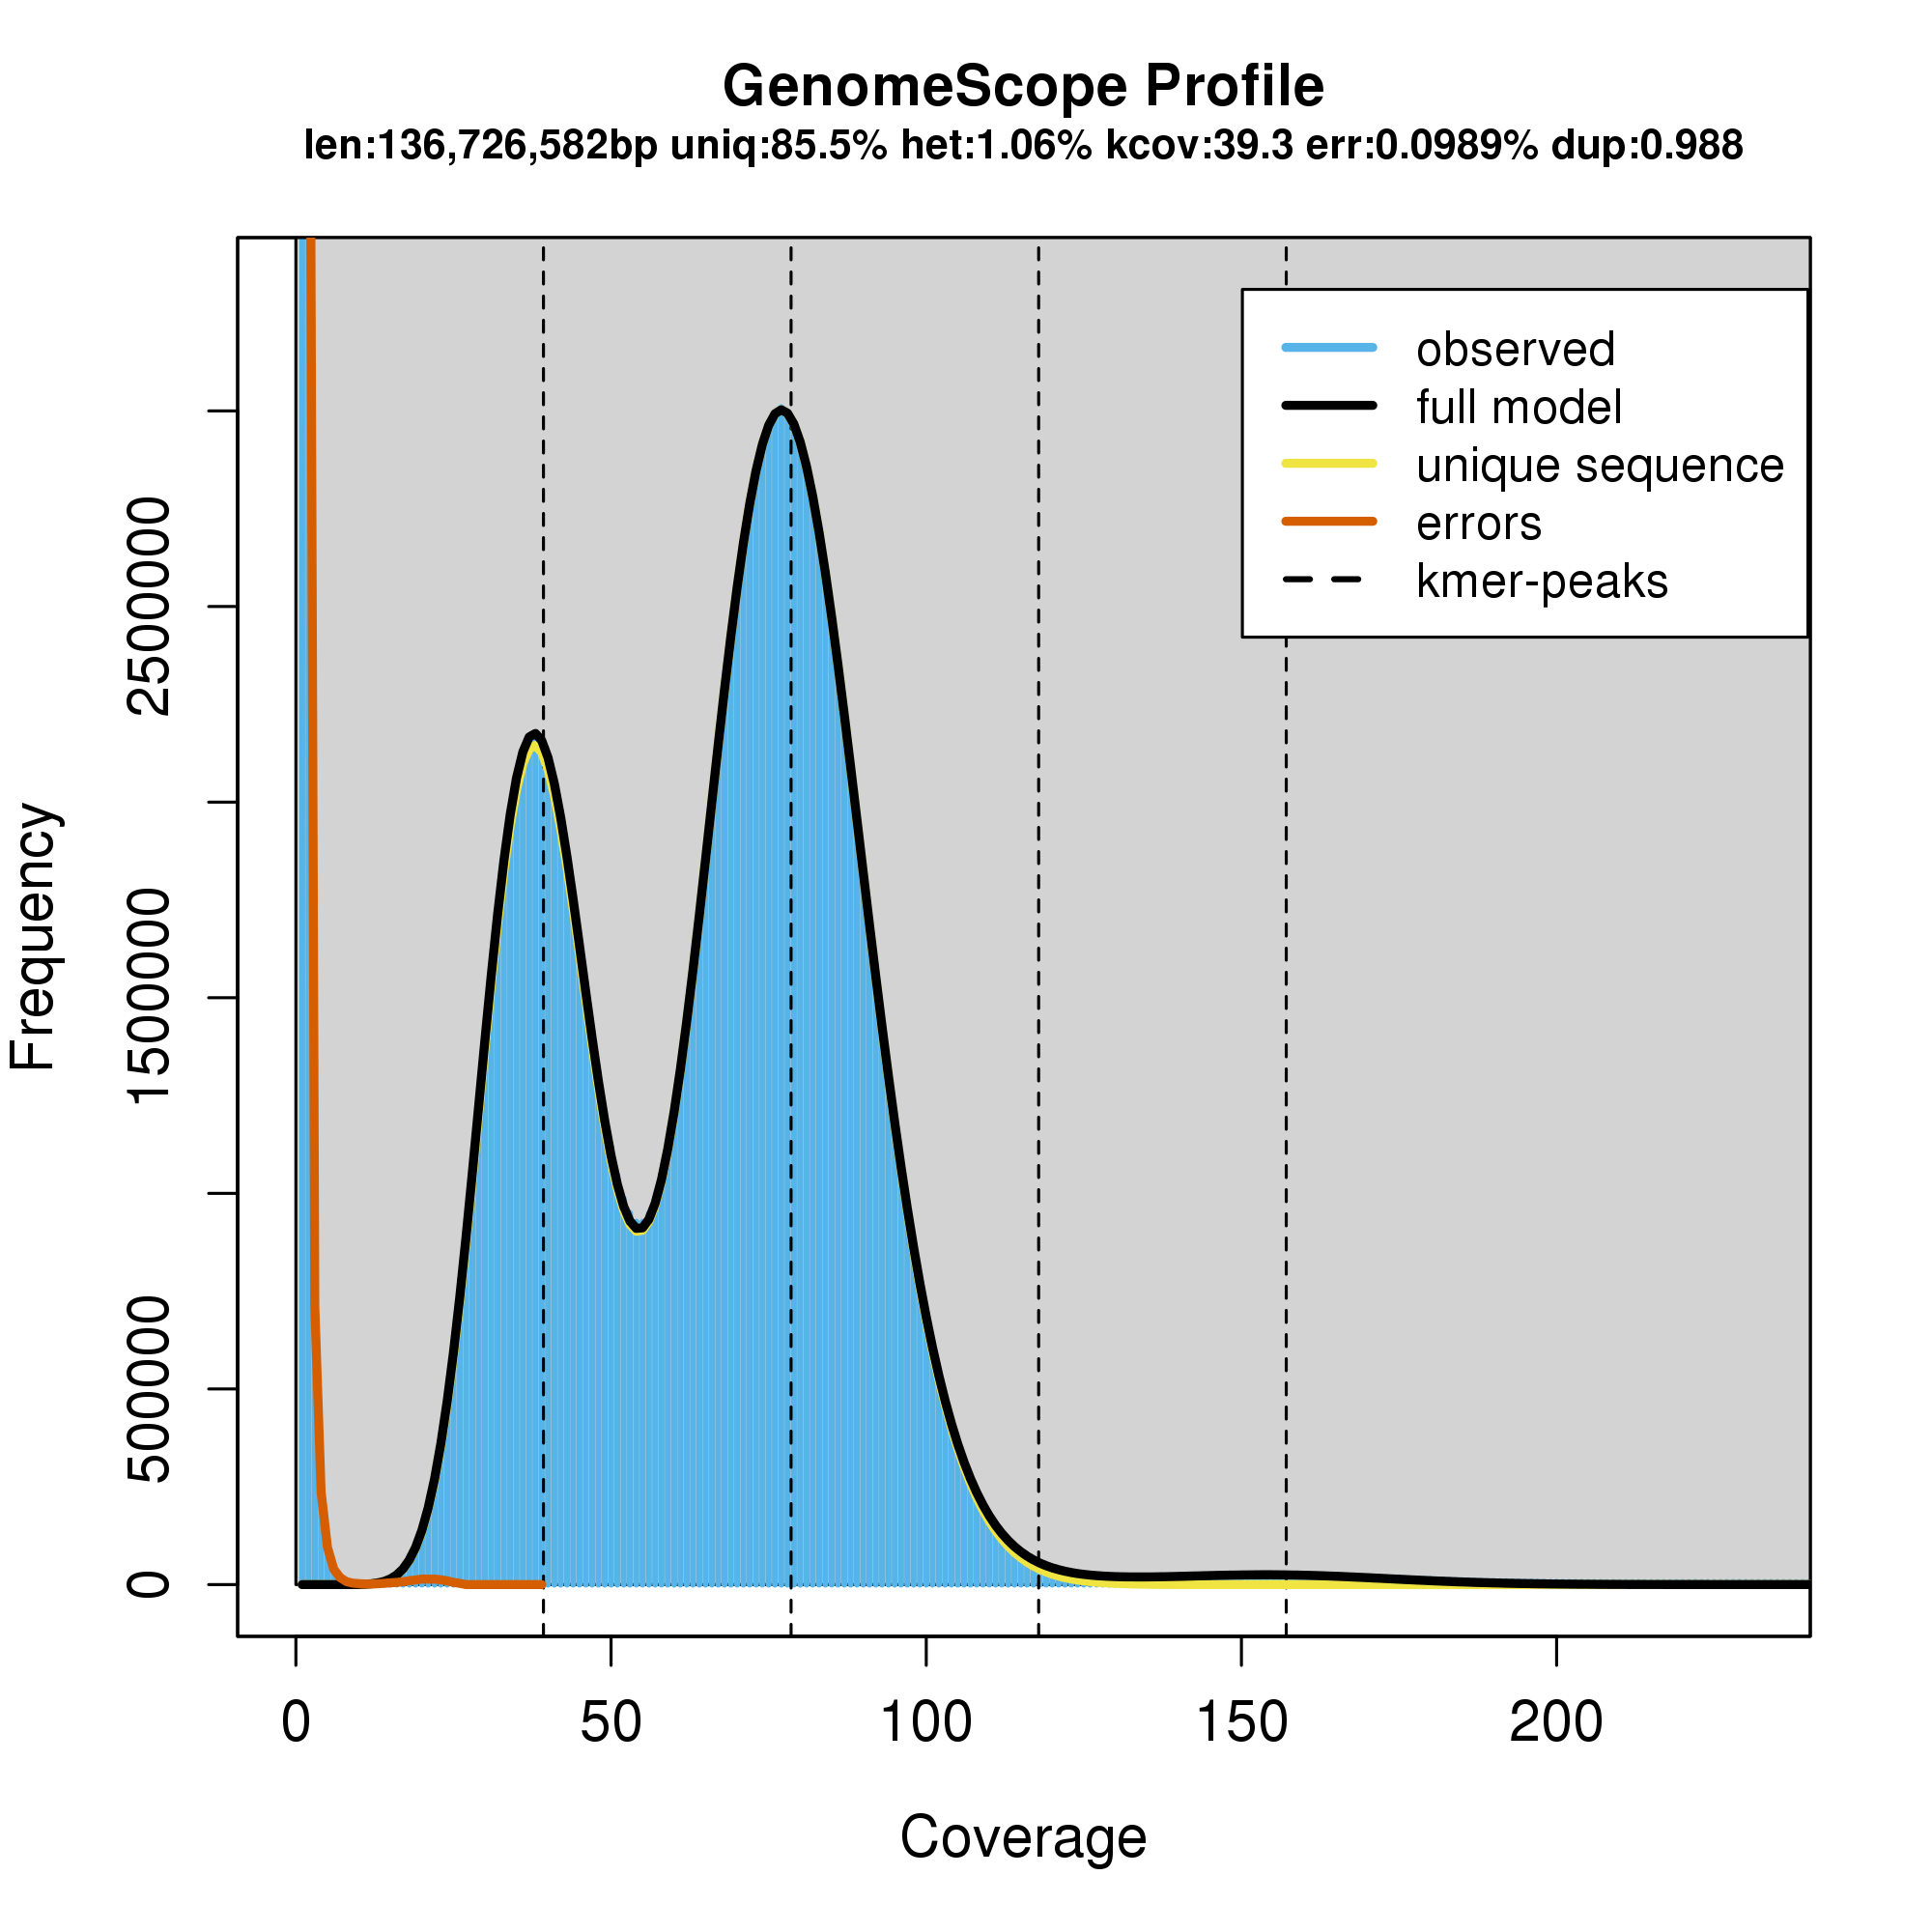 GenomeScope Profile
len:136,726,582bp uniq:85.5% het:1.06% kcov:39.3 err:0.0989% dup:0.988
observed
full model
unique sequence
errors
kmer-peaks
Frequency
2500000
1500000
500000
0
0 50 100 150 200
Coverage